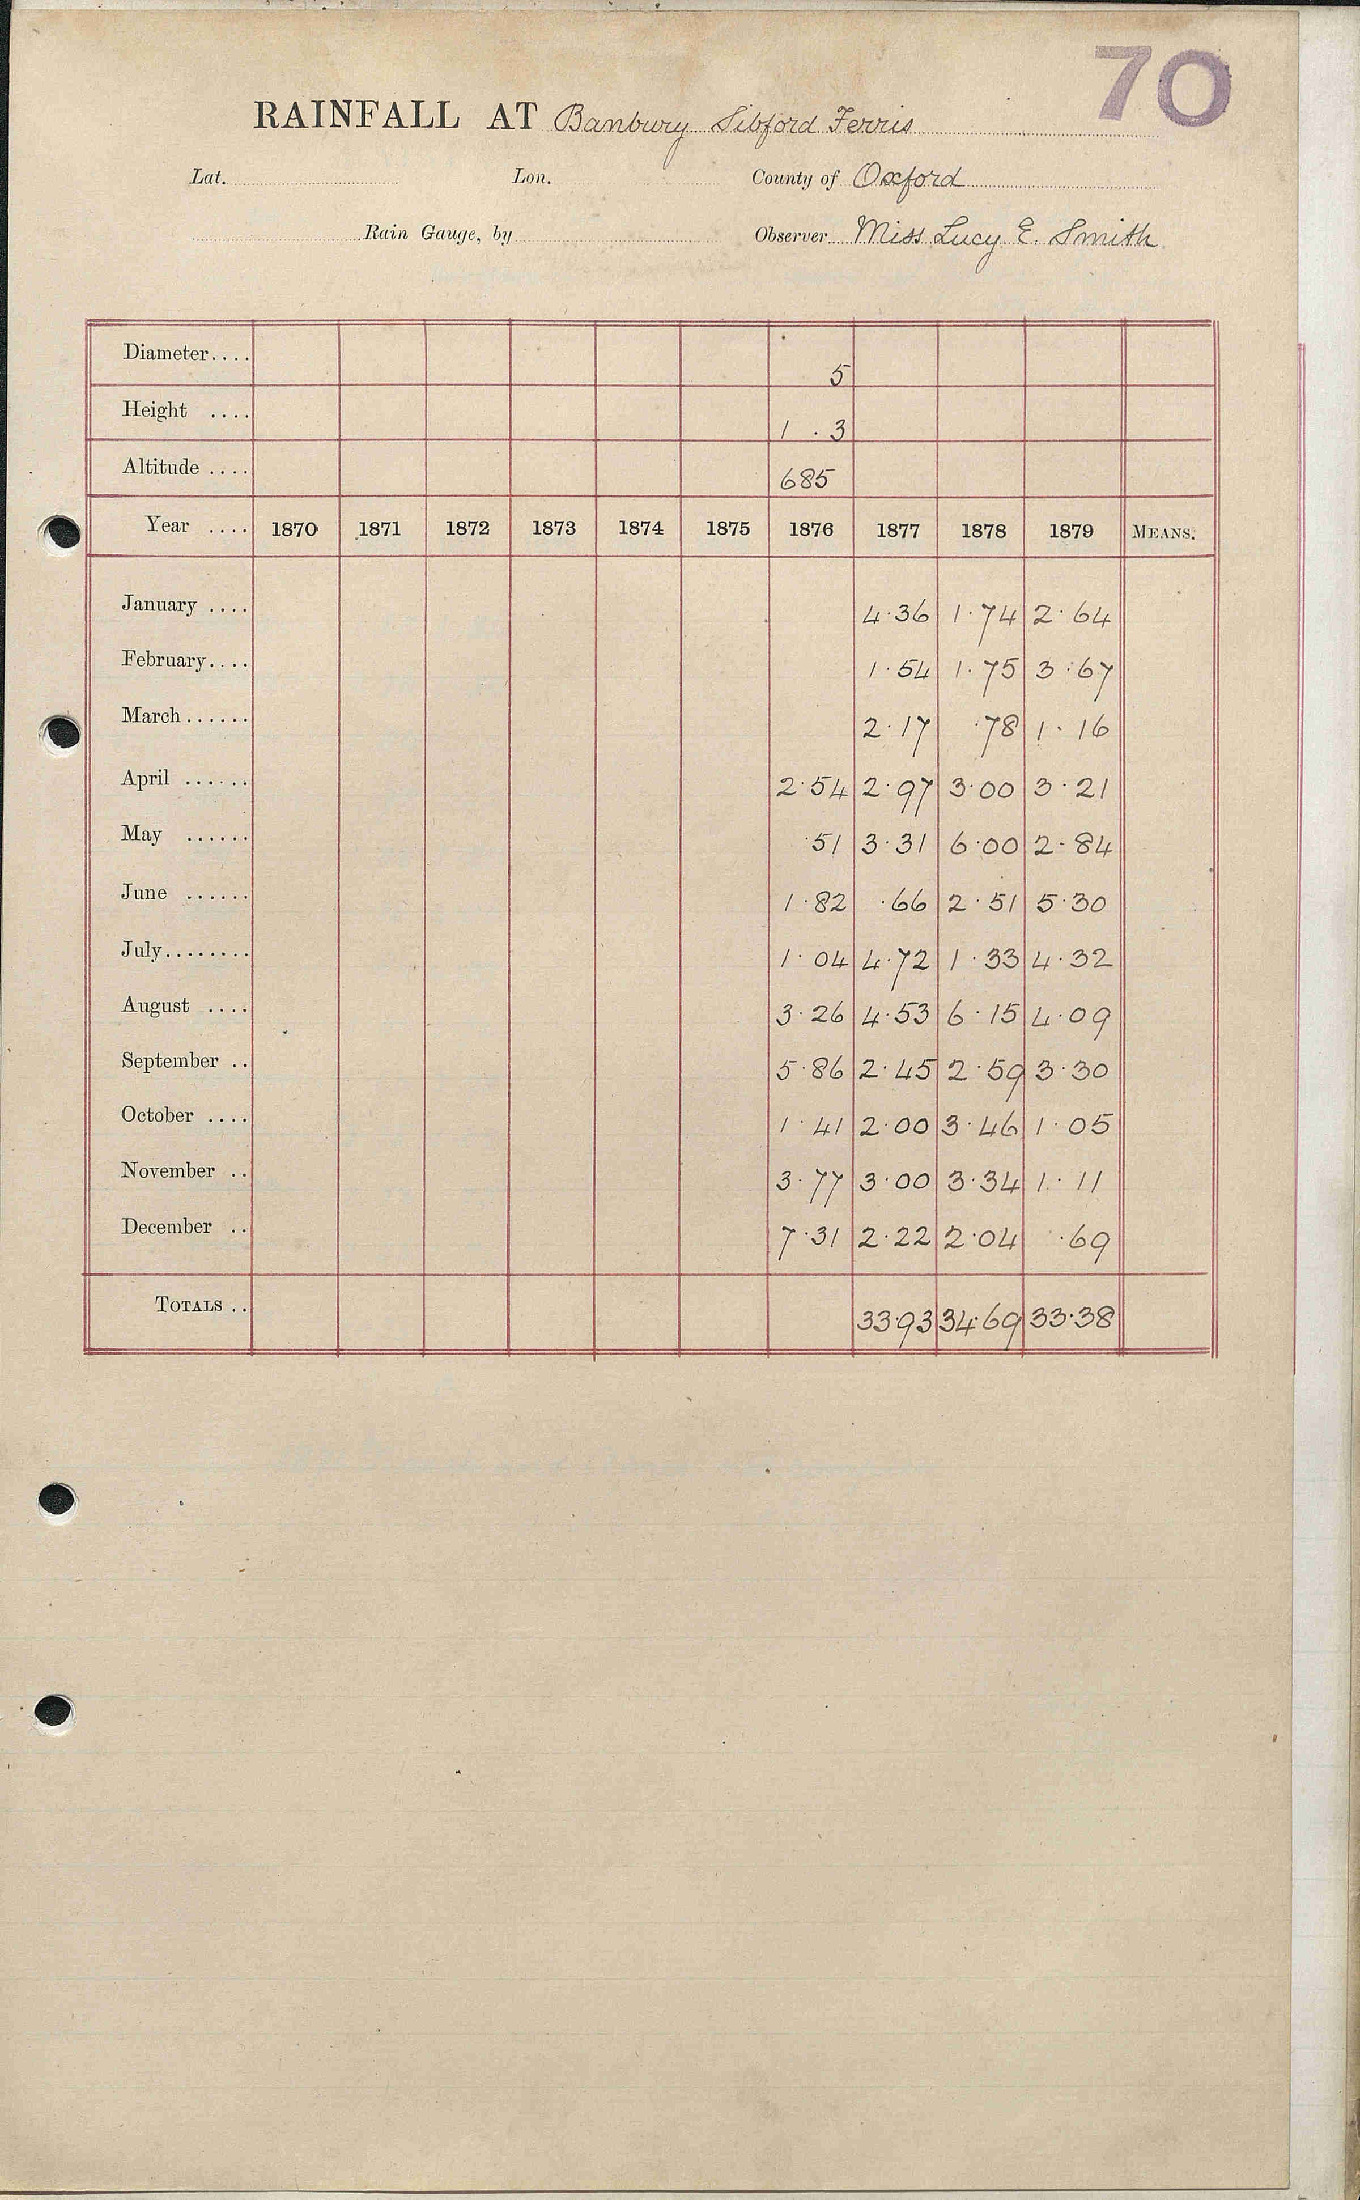 70
RAINFALL AT Banbury Sibford Ferris
Lat. Lon. County of Oxford
Rain Gauge, by Observer Miss Lucy E. Smith
Diameter.... 5
Height .... 1 . 3
Altitude .... 685
Year .... 1870 1871 1872 1873 1874 1875 1876 1877 1878 1879 MEANS.
January .... 4.36 1.74 2.64
February.... 1.54 1.75 3.67
March...... 2.17 .78 1.16
April ...... 2.54 2.97 3.00 3.21
May ...... .51 3.31 6.00 2.84
June ...... 1.82 .66 2.51 5.30
July........ 1.04 4.72 1.33 4.32
August .... 3.26 4.53 6.15 4.09
September .. 5.86 2.45 2.59 3.30
October .... 1.41 2.00 3.46 1.05
November .. 3.77 3.00 3.34 1.11
December .. 7.31 2.22 2.04 .69
TOTALS .. 33.93 34.69 33.38